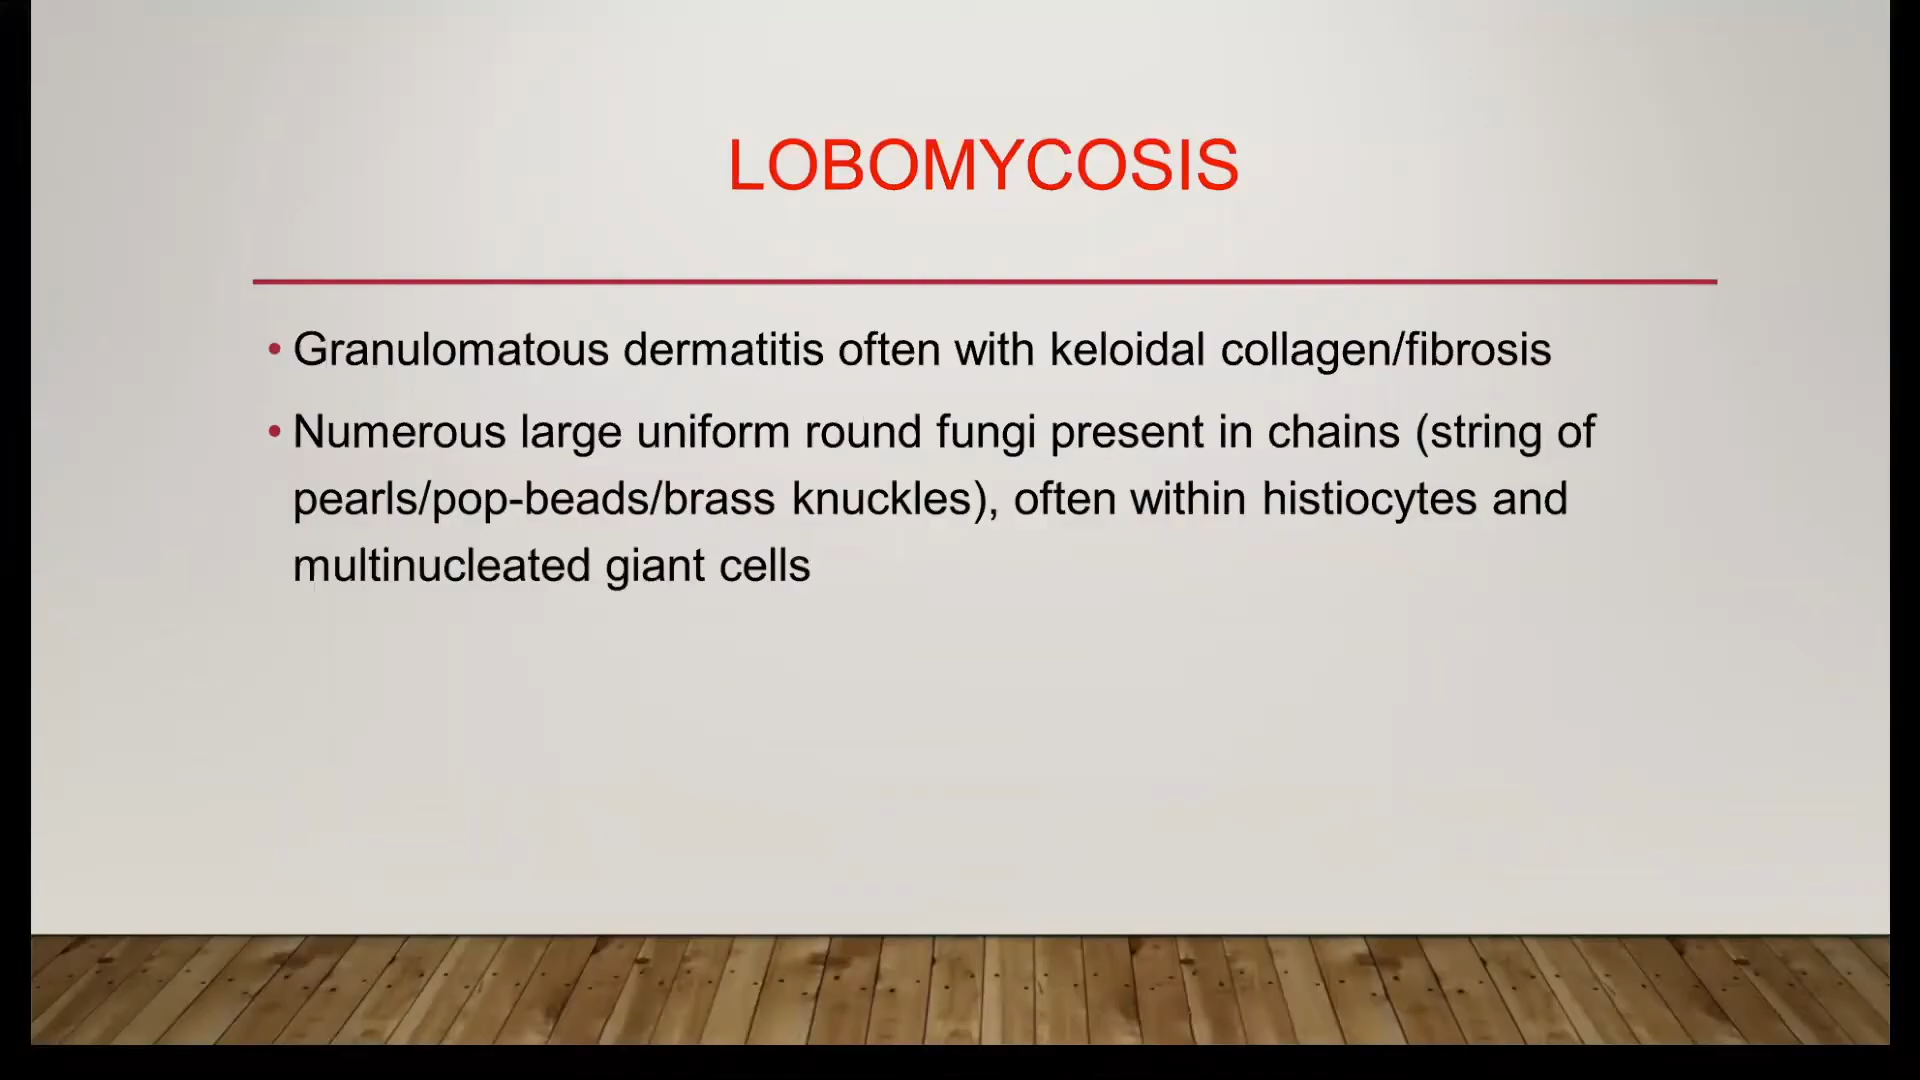 LOBOMYCOSIS
• Granulomatous dermatitis often with keloidal collagen/fibrosis
• Numerous large uniform round fungi present in chains (string of
pearls/pop-beads/brass knuckles), often within histiocytes and
multinucleated giant cells